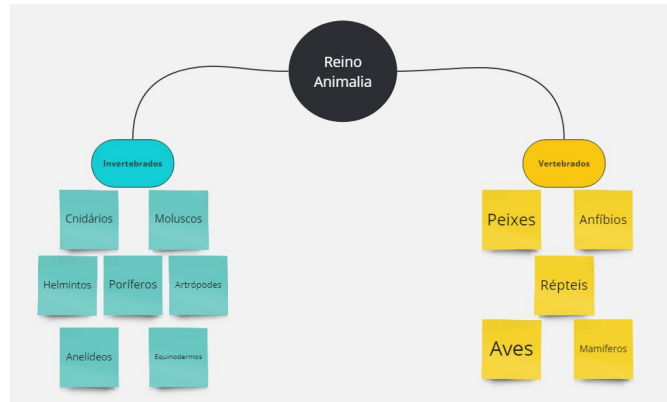 Reino
Animalia
Invertebrados
Vertebrados
Cnidários
Moluscos
Helmintos
Poríferos
Artrópodes
Anelídeos
Equinodermos
Peixes
Anfíbios
Répteis
Aves
Mamíferos